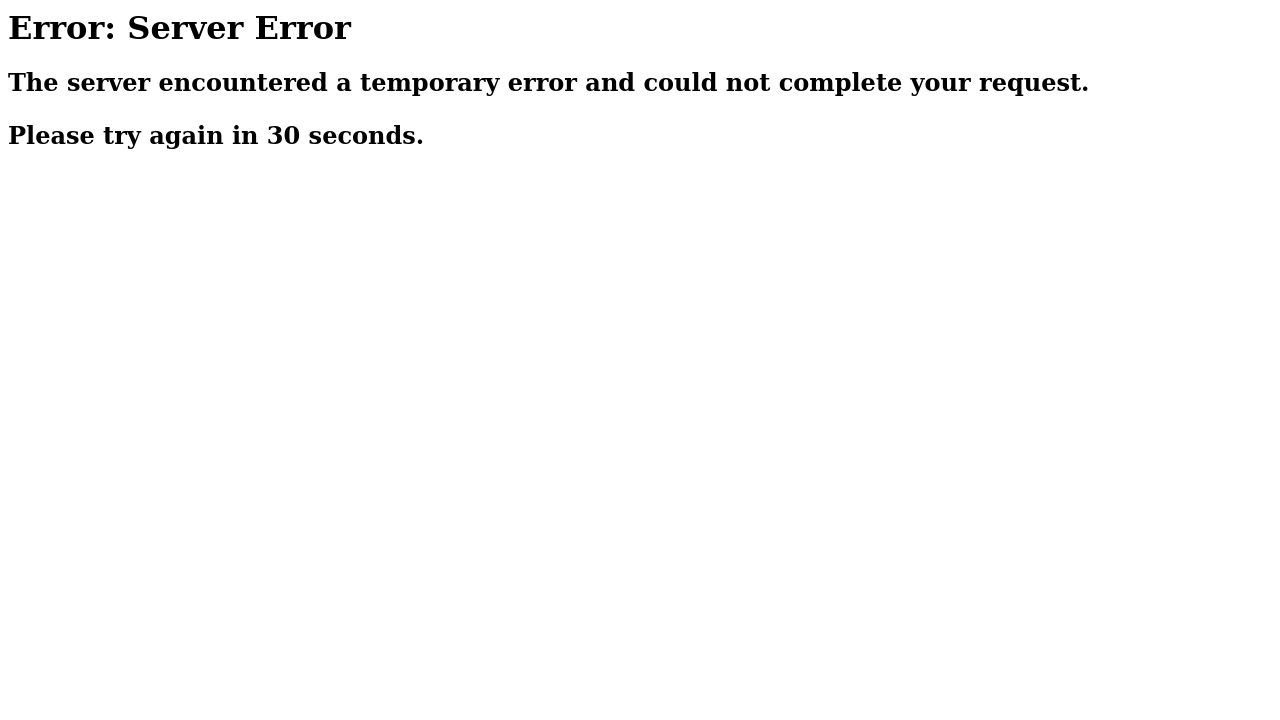 Error: Server Error
The server encountered a temporary error and could not complete your request.
Please try again in 30 seconds.